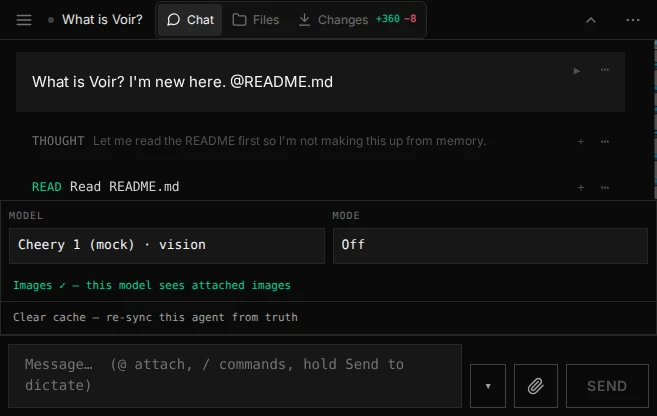 What is Voir? Chat Files Changes +360 −8
What is Voir? I'm new here. @README.md
THOUGHT Let me read the README first so I'm not making this up from memory.
READ Read README.md
MODEL MODE
Cheery 1 (mock) · vision Off
Images ✓ — this model sees attached images
Clear cache — re-sync this agent from truth
Message… (@ attach, / commands, hold Send to
dictate)
SEND